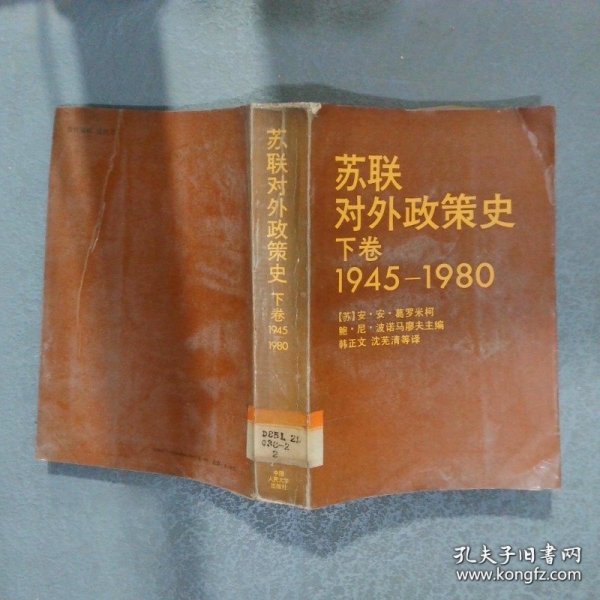 苏联
对外政策史
下卷
1945-1980
[苏]安·安·葛罗米柯
鲍·尼·波诺马廖夫主编
韩正文 沈芜清等译
苏联对外政策史 下卷 1945 1980
2
中国
人民大学
出版社
孔夫子旧书网
www.kongfz.com